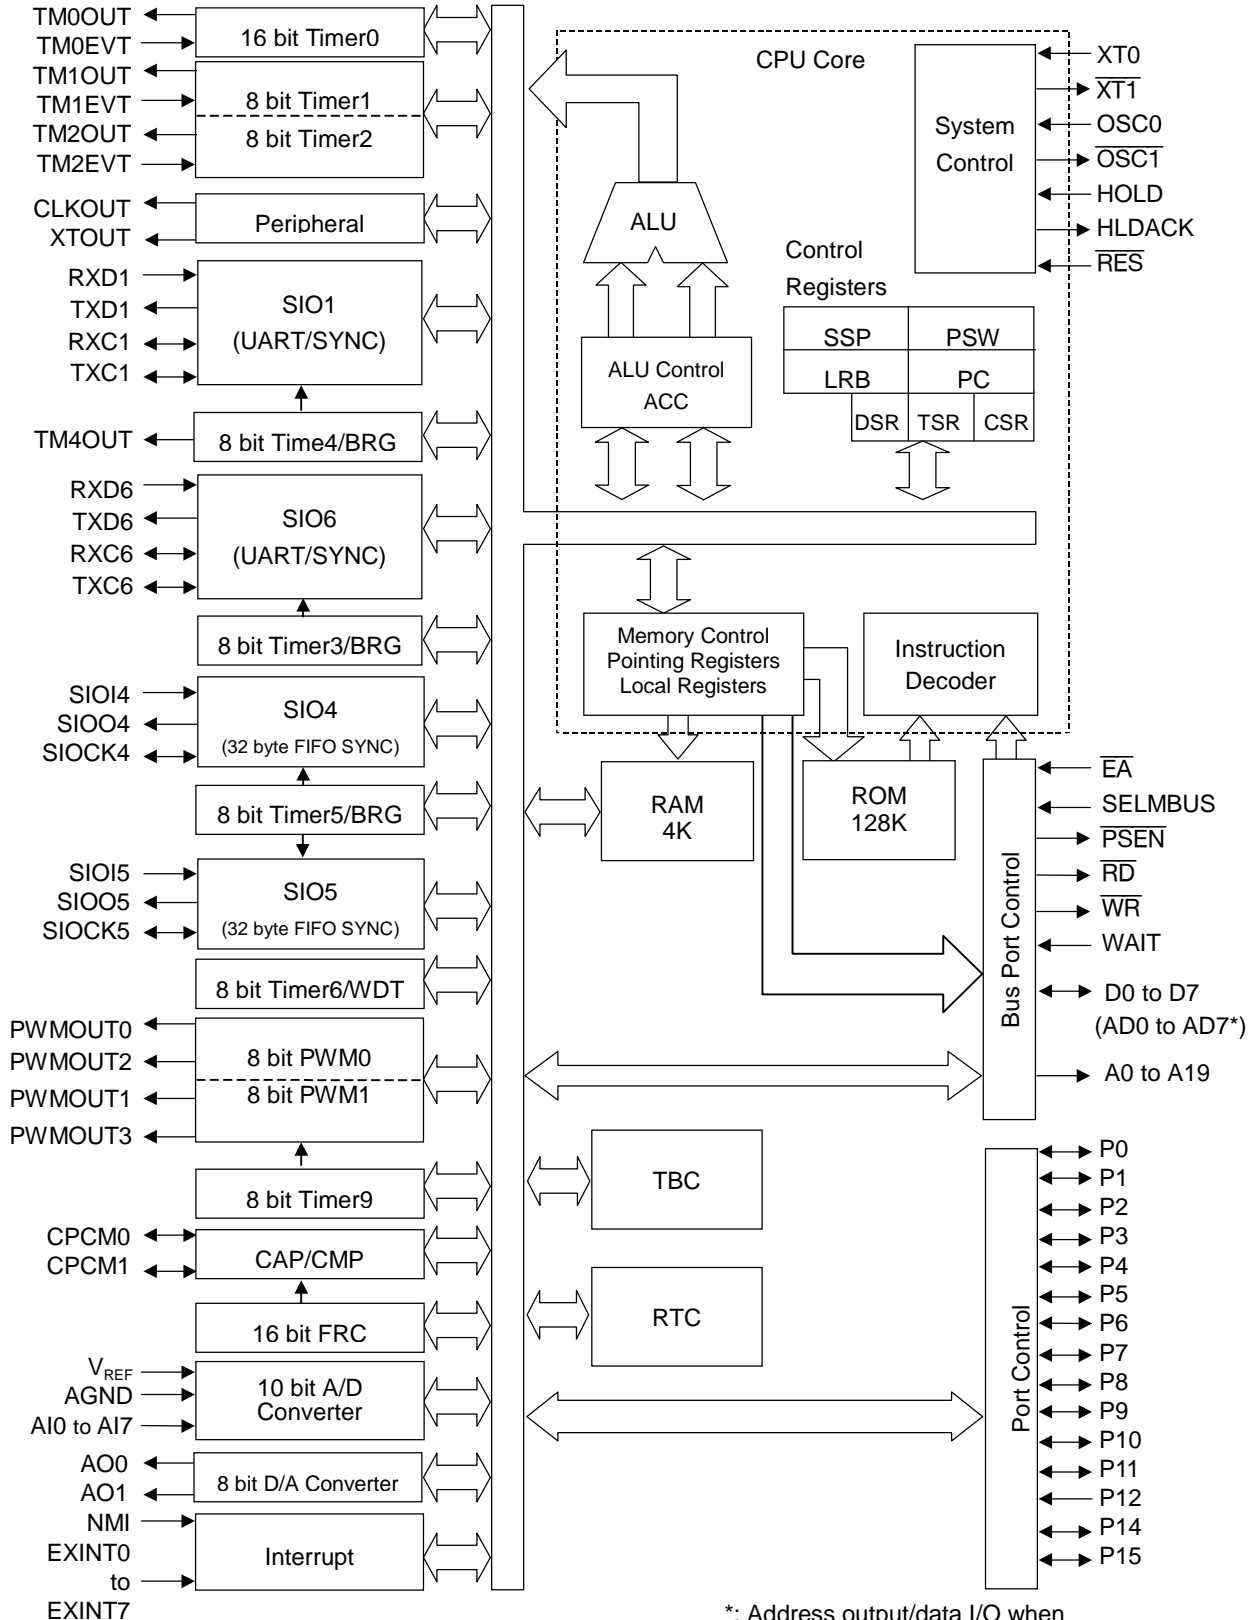 TM0OUT
TM0EVT
TM1OUT
TM1EVT
TM2OUT
TM2EVT
CLKOUT
XTOUT
RXD1
TXD1
RXC1
TXC1
TM4OUT
RXD6
TXD6
RXC6
TXC6
SIOI4
SIOO4
SIOCK4
SIOI5
SIOO5
SIOCK5
PWMOUT0
PWMOUT2
PWMOUT1
PWMOUT3
CPCM0
CPCM1
VREF
AGND
AI0 to AI7
AO0
AO1
NMI
EXINT0
to
EXINT7
16 bit Timer0
8 bit Timer1
8 bit Timer2
Peripheral
SIO1
(UART/SYNC)
8 bit Time4/BRG
SIO6
(UART/SYNC)
8 bit Timer3/BRG
SIO4
(32 byte FIFO SYNC)
8 bit Timer5/BRG
SIO5
(32 byte FIFO SYNC)
8 bit Timer6/WDT
8 bit PWM0
8 bit PWM1
8 bit Timer9
CAP/CMP
16 bit FRC
10 bit A/D
Converter
8 bit D/A Converter
Interrupt
CPU Core
ALU
ALU Control
ACC
System
Control
Control
Registers
SSP PSW
LRB PC
DSR TSR CSR
Memory Control
Pointing Registers
Local Registers
Instruction
Decoder
RAM
4K
ROM
128K
TBC
RTC
Bus Port Control
Port Control
XT0
X̅T̅1̅
OSC0
O̅S̅C̅1̅
HOLD
HLDACK
R̅E̅S̅
E̅A̅
SELMBUS
P̅S̅E̅N̅
R̅D̅
W̅R̅
WAIT
D0 to D7
(AD0 to AD7*)
A0 to A19
P0
P1
P2
P3
P4
P5
P6
P7
P8
P9
P10
P11
P12
P14
P15
*: Address output/data I/O when